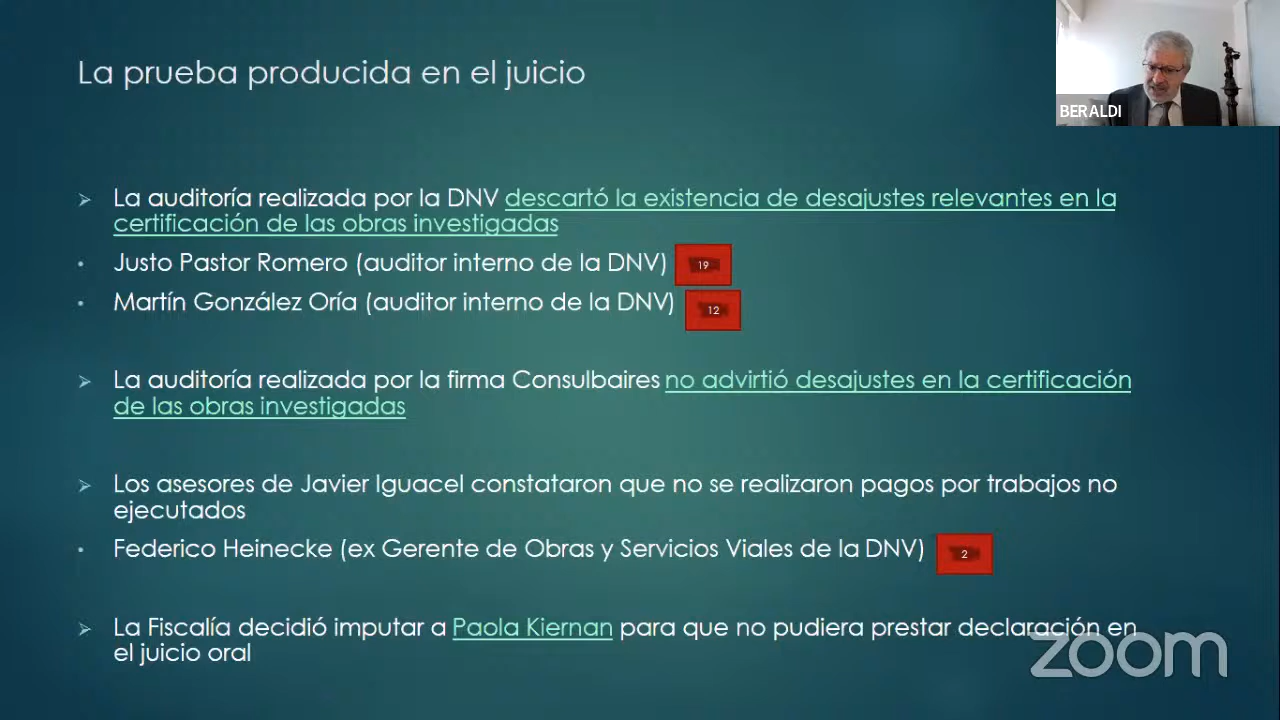 La prueba producida en el juicio
BERALDI
La auditoría realizada por la DNV descartó la existencia de desajustes relevantes en la
certificación de las obras investigadas
Justo Pastor Romero (auditor interno de la DNV) 19
Martín González Oría (auditor interno de la DNV) 12
La auditoría realizada por la firma Consulbaires no advirtió desajustes en la certificación
de las obras investigadas
Los asesores de Javier Iguacel constataron que no se realizaron pagos por trabajos no
ejecutados
Federico Heinecke (ex Gerente de Obras y Servicios Viales de la DNV) 2
La Fiscalía decidió imputar a Paola Kiernan para que no pudiera prestar declaración en
el juicio oral
zoom